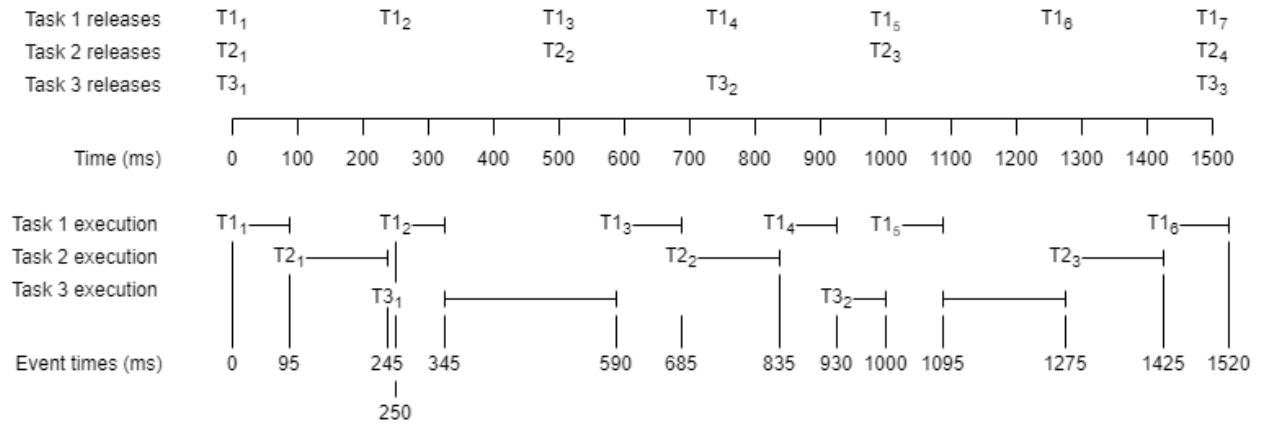 Task 1 releases T1₁ T1₂ T1₃ T1₄ T1₅ T1₆ T1₇
Task 2 releases T2₁ T2₂ T2₃ T2₄
Task 3 releases T3₁ T3₂ T3₃
Time (ms) 0 100 200 300 400 500 600 700 800 900 1000 1100 1200 1300 1400 1500
Task 1 execution T1₁ T1₂ T1₃ T1₄ T1₅ T1₆
Task 2 execution T2₁ T2₂ T2₃
Task 3 execution T3₁ T3₂
Event times (ms) 0 95 245 345 590 685 835 930 1000 1095 1275 1425 1520
250